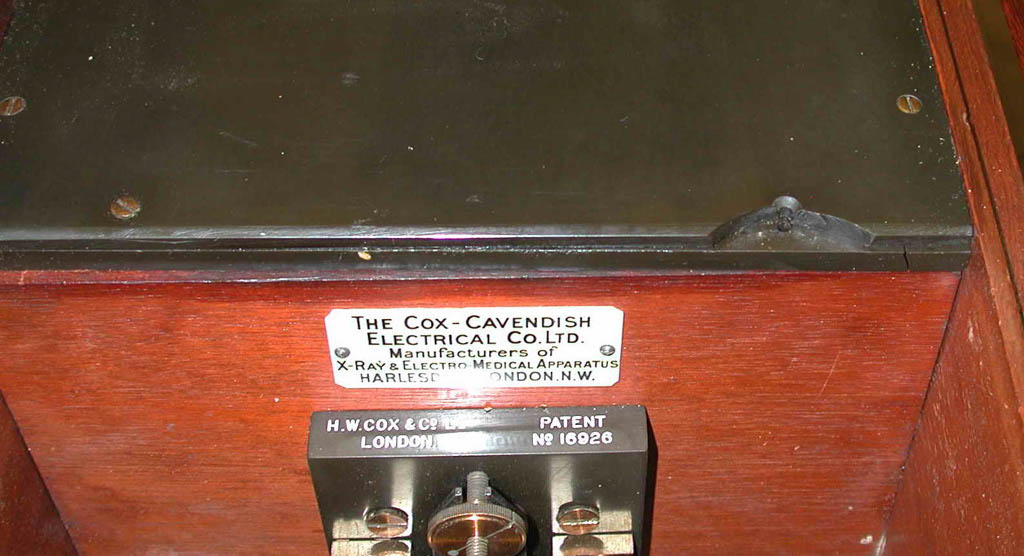 THE COX-CAVENDISH
ELECTRICAL CO. LTD.
Manufacturers of
X-RAY & ELECTRO-MEDICAL APPARATUS
LONDON. N.W.
H.W. COX & Co PATENT
LONDON. No 16926